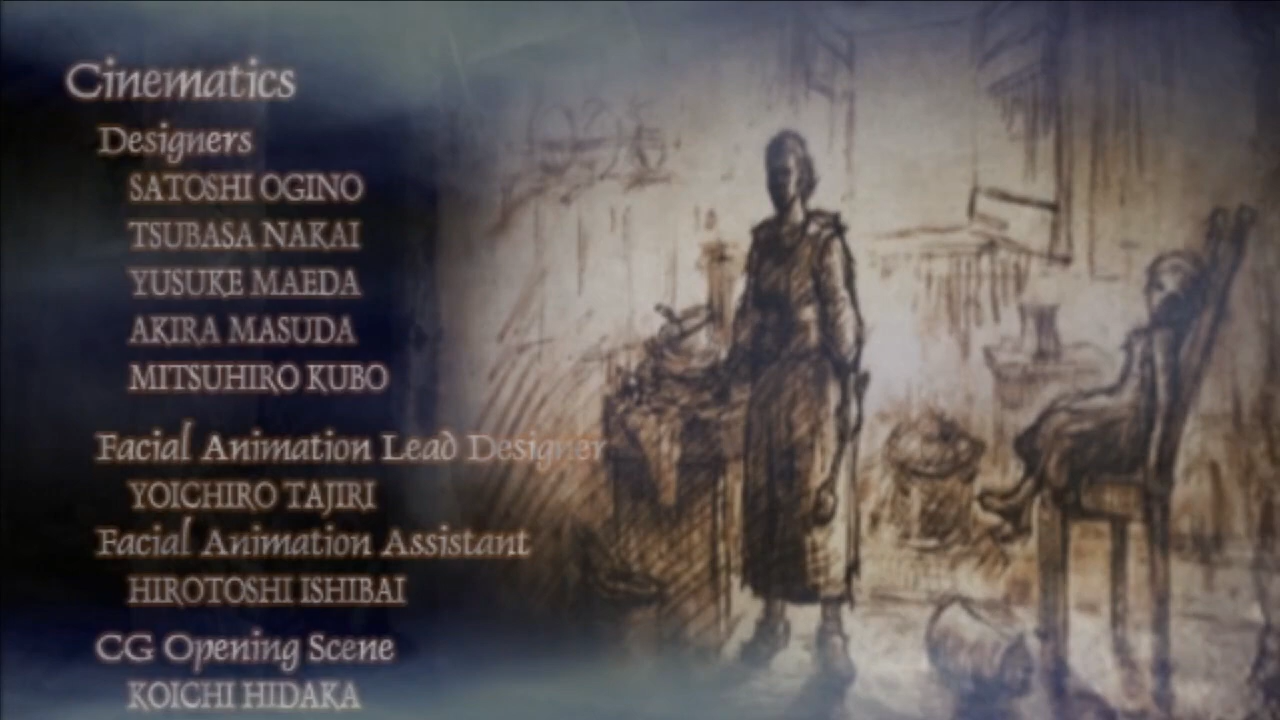 Cinematics
Designers
SATOSHI OGINO
TSUBASA NAKAI
YUSUKE MAEDA
AKIRA MASUDA
MITSUHIRO KUBO
Facial Animation Lead Designer
YOICHIRO TAJIRI
Facial Animation Assistant
HIROTOSHI ISHIBAI
CG Opening Scene
KOICHI HIDAKA